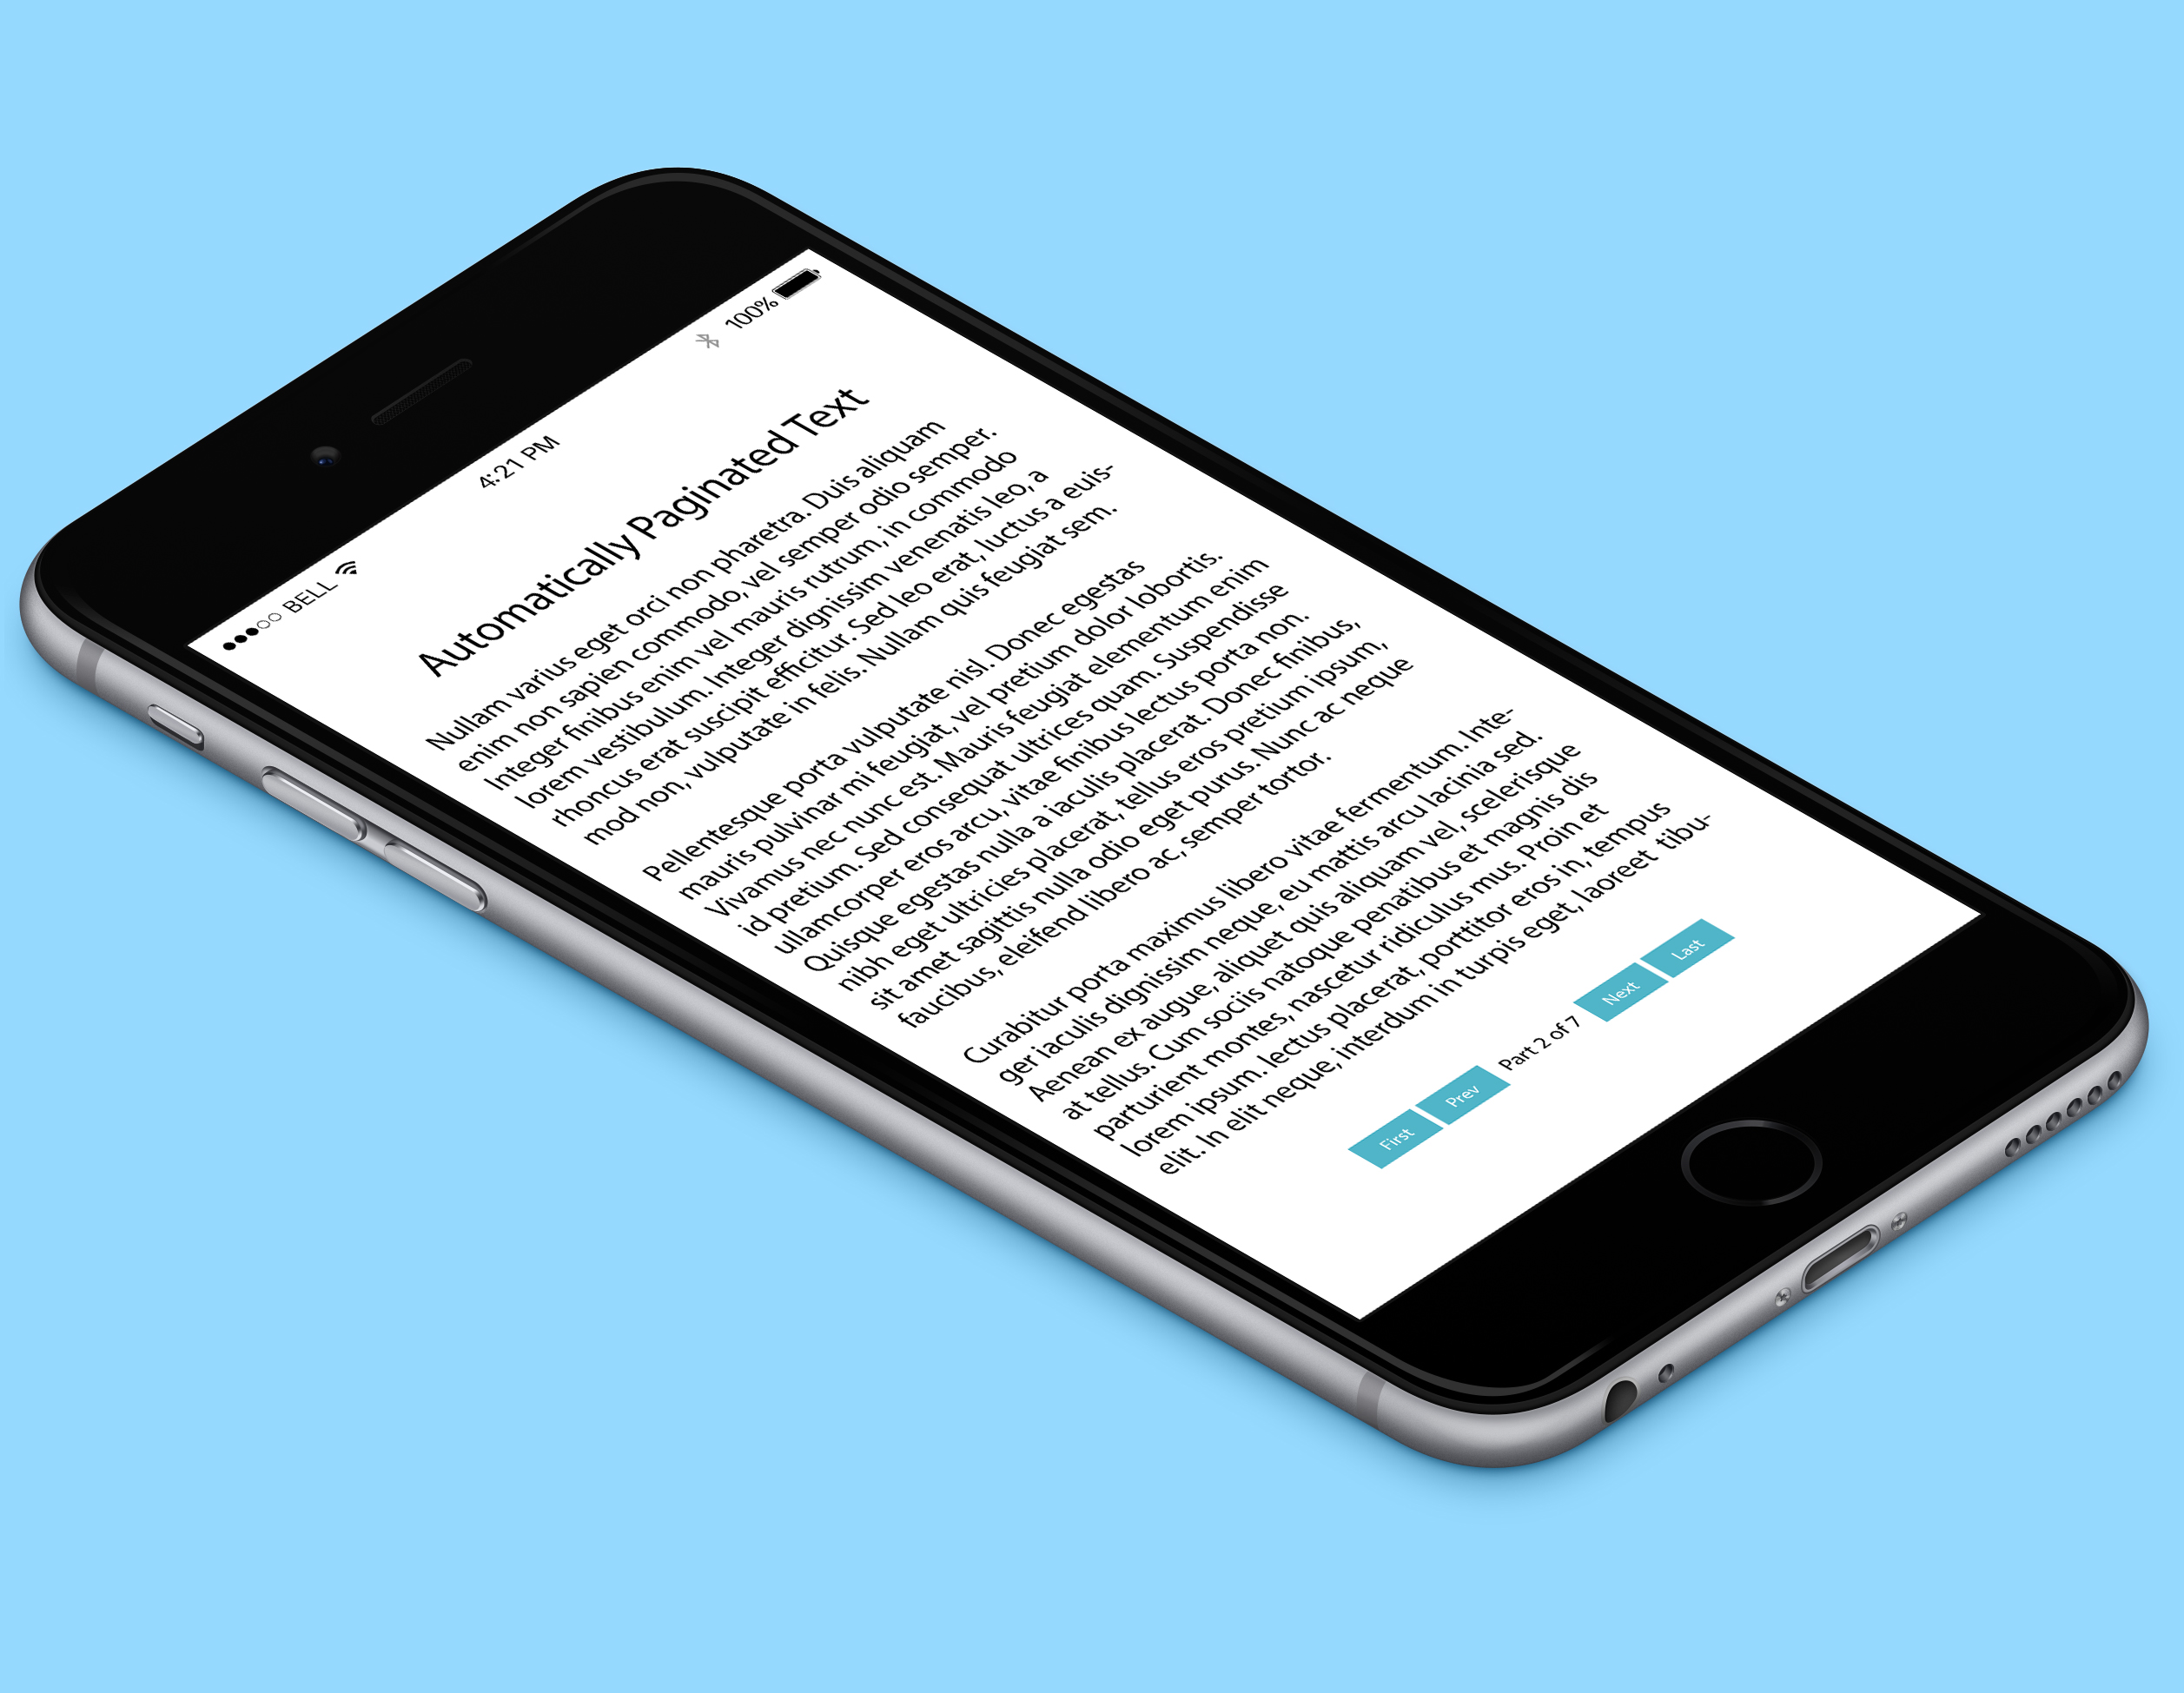 BELL 4:21 PM 100%
Automatically Paginated Text
Nullam varius eget orci non pharetra. Duis aliquam
enim non sapien commodo, vel semper odio semper.
Integer finibus enim vel mauris rutrum, in commodo
lorem vestibulum. Integer dignissim venenatis leo, a
rhoncus erat suscipit efficitur. Sed leo erat, luctus a euis-
mod non, vulputate in felis. Nullam quis feugiat sem.
Pellentesque porta vulputate nisl. Donec egestas
mauris pulvinar mi feugiat, vel pretium dolor lobortis.
Vivamus nec nunc est. Mauris feugiat elementum enim
id pretium. Sed consequat ultrices quam. Suspendisse
ullamcorper eros arcu, vitae finibus lectus porta non.
Quisque egestas nulla a iaculis placerat. Donec finibus,
nibh eget ultricies placerat, tellus eros pretium ipsum,
sit amet sagittis nulla odio eget purus. Nunc ac neque
faucibus, eleifend libero ac, semper tortor.
Curabitur porta maximus libero vitae fermentum. Inte-
ger iaculis dignissim neque, eu mattis arcu lacinia sed.
Aenean ex augue, aliquet quis aliquam vel, scelerisque
at tellus. Cum sociis natoque penatibus et magnis dis
parturient montes, nascetur ridiculus mus. Proin et
lorem ipsum. lectus placerat, porttitor eros in, tempus
elit. In elit neque, interdum in turpis eget, laoreet tibu-
First Prev Part 2 of 7 Next Last